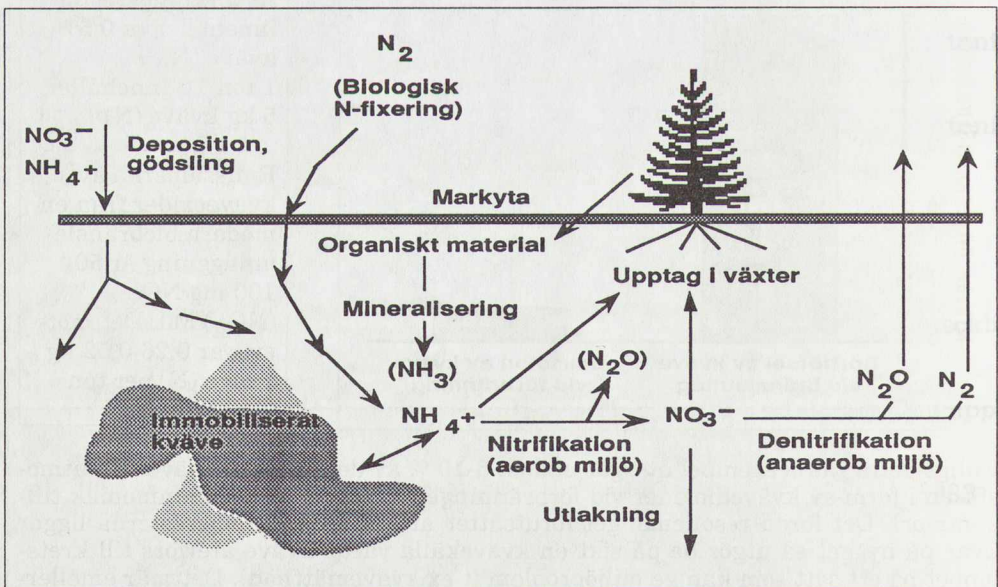 N2
(Biologisk
N-fixering)
NO3-
NH4+
Deposition,
gödsling
Markyta
Organiskt material
Upptag i växter
Mineralisering
(NH3)
(N2O)
N2O
N2
Immobiliserat
kväve
NH4+
NO3-
Nitrifikation
(aerob miljö)
Denitrifikation
(anaerob miljö)
Utlakning